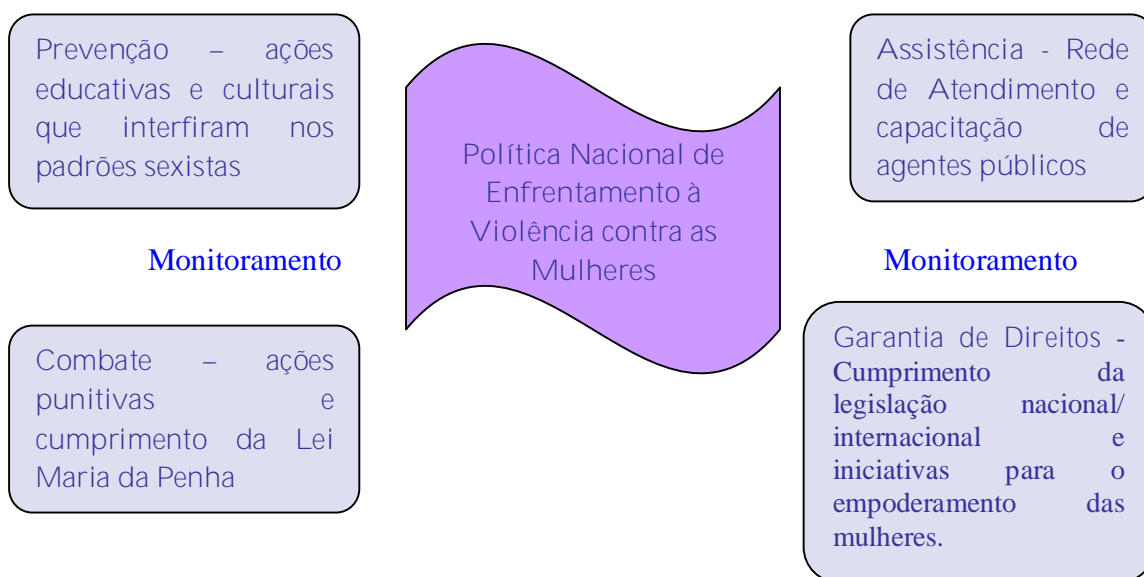 Prevenção – ações
educativas e culturais
que interfiram nos
padrões sexistas
Política Nacional de
Enfrentamento à
Violência contra as
Mulheres
Assistência - Rede
de Atendimento e
capacitação de
agentes públicos
Monitoramento
Monitoramento
Combate – ações
punitivas e
cumprimento da Lei
Maria da Penha
Garantia de Direitos -
Cumprimento da
legislação nacional/
internacional e
iniciativas para o
empoderamento das
mulheres.